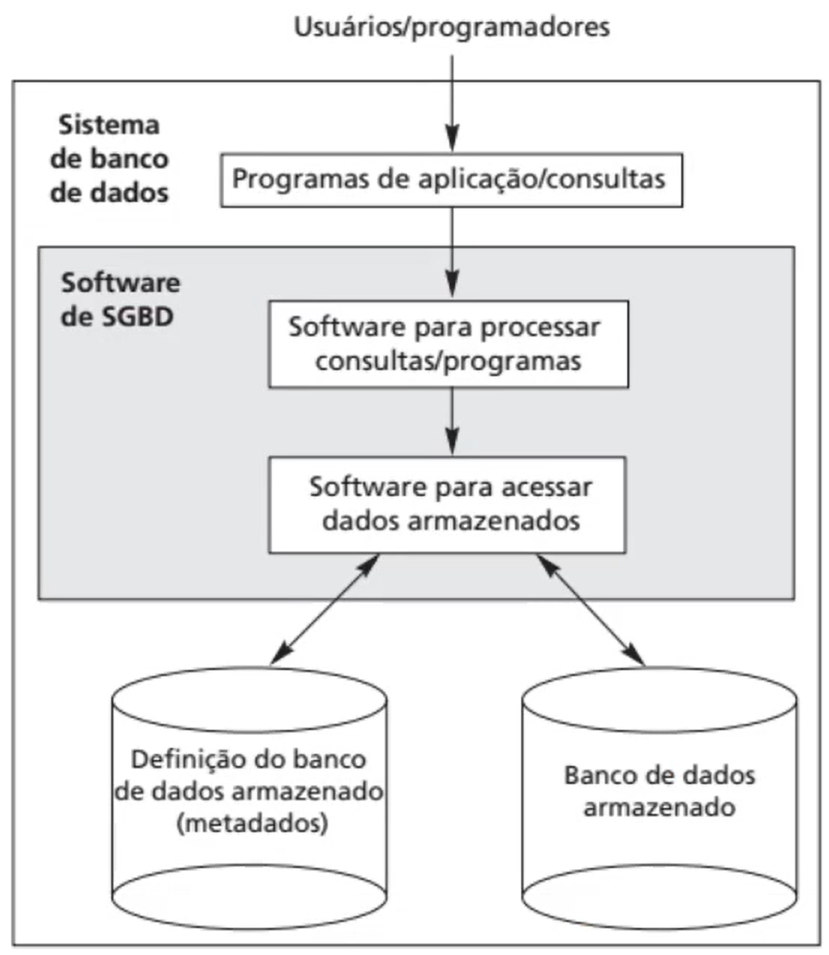 Usuários/programadores
Sistema
de banco
de dados
Programas de aplicação/consultas
Software
de SGBD
Software para processar
consultas/programas
Software para acessar
dados armazenados
Definição do banco
de dados armazenado
(metadados)
Banco de dados
armazenado